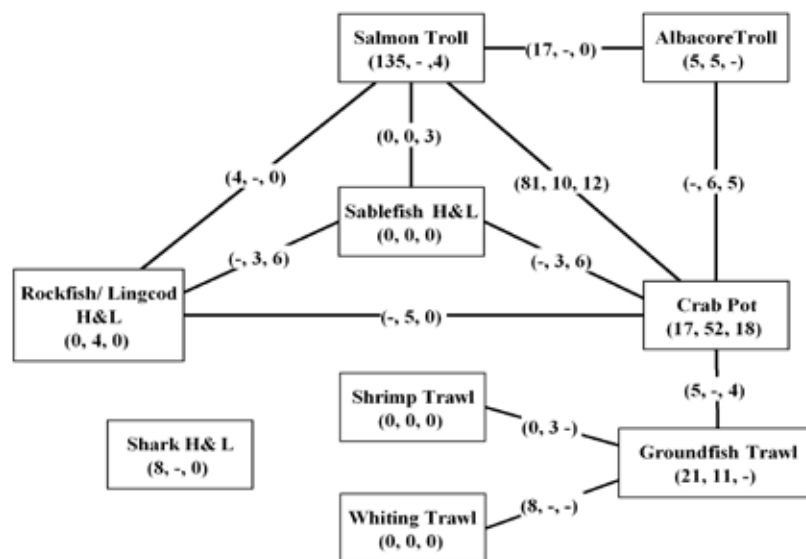 Salmon Troll
(135, - ,4)
(17, -, 0)
AlbacoreTroll
(5, 5, -)
(0, 0, 3)
(4, -, 0)
(81, 10, 12)
(-, 6, 5)
Sablefish H&L
(0, 0, 0)
(-, 3, 6)
(-, 3, 6)
Rockfish/ Lingcod
H&L
(0, 4, 0)
(-, 5, 0)
Crab Pot
(17, 52, 18)
Shrimp Trawl
(0, 0, 0)
(5, -, 4)
(0, 3 -)
Shark H& L
(8, -, 0)
Groundfish Trawl
(21, 11, -)
(8, -, -)
Whiting Trawl
(0, 0, 0)